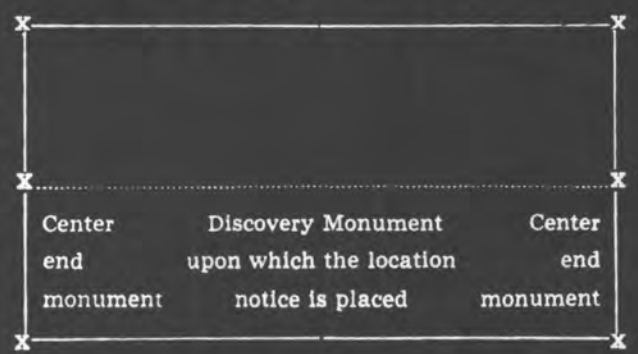 X X
X X
Center Discovery Monument Center
end upon which the location end
monument notice is placed monument
X X